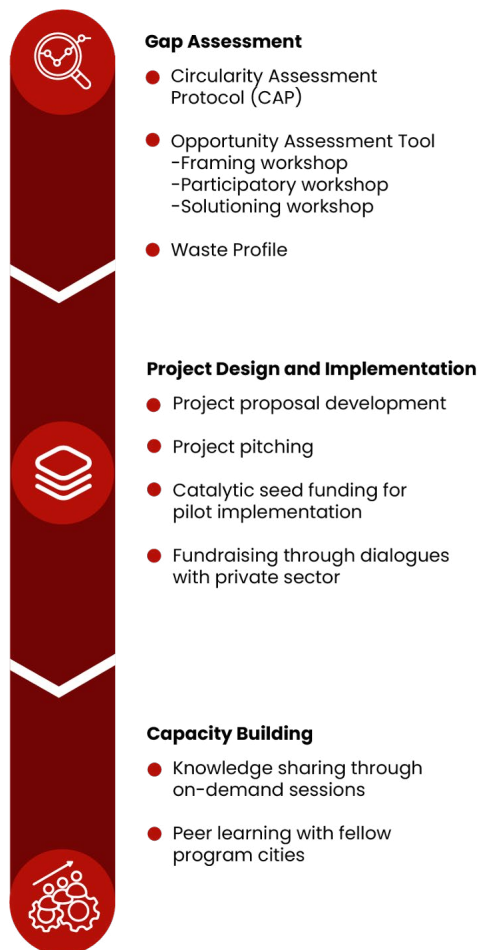 Gap Assessment
Circularity Assessment
Protocol (CAP)
Opportunity Assessment Tool
-Framing workshop
-Participatory workshop
-Solutioning workshop
Waste Profile
Project Design and Implementation
Project proposal development
Project pitching
Catalytic seed funding for
pilot implementation
Fundraising through dialogues
with private sector
Capacity Building
Knowledge sharing through
on-demand sessions
Peer learning with fellow
program cities